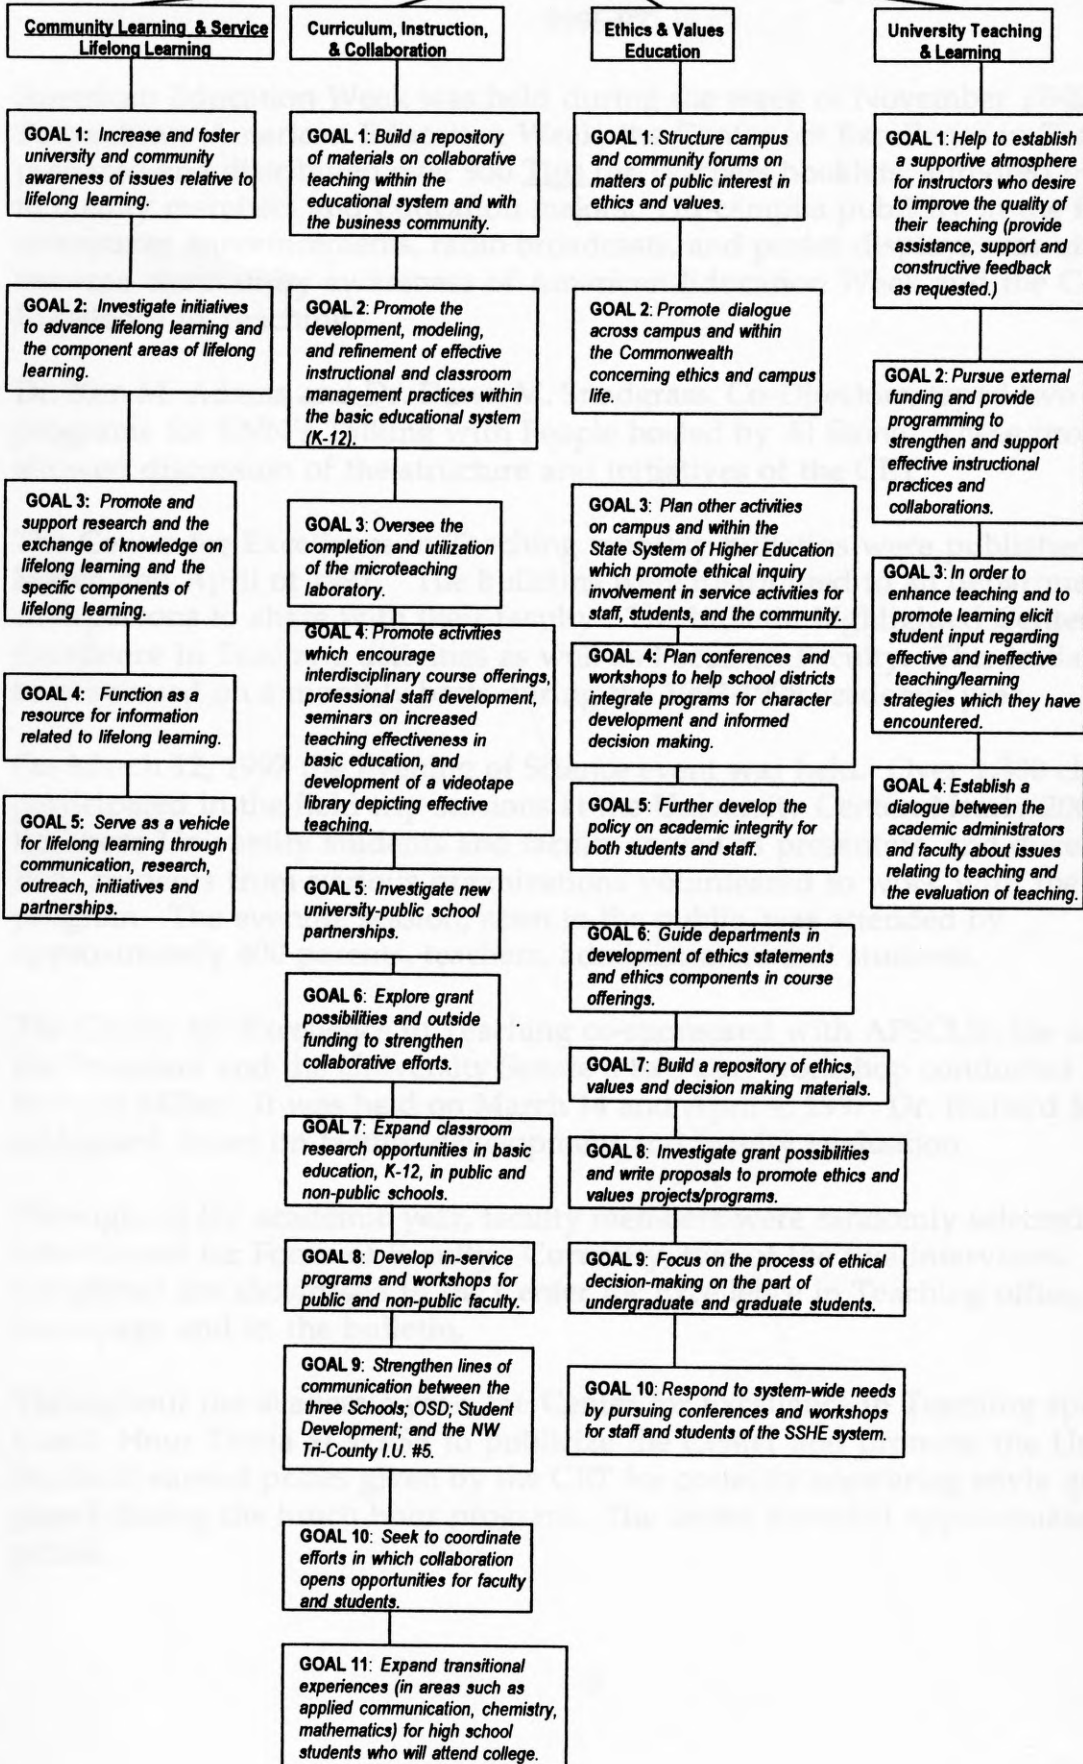 Community Learning & Service
Lifelong Learning
GOAL 1: Increase and foster
university and community
awareness of issues relative to
lifelong learning.
GOAL 2: Investigate initiatives
to advance lifelong learning and
the component areas of lifelong
learning.
GOAL 3: Promote and
support research and the
exchange of knowledge on
lifelong learning and the
specific components of
lifelong learning.
GOAL 4: Function as a
resource for information
related to lifelong learning.
GOAL 5: Serve as a vehicle
for lifelong learning through
communication, research,
outreach, initiatives and
partnerships.
Curriculum, Instruction,
& Collaboration
GOAL 1: Build a repository
of materials on collaborative
teaching within the
educational system and with
the business community.
GOAL 2: Promote the
development, modeling,
and refinement of effective
instructional and classroom
management practices within
the basic educational system
(K-12).
GOAL 3: Oversee the
completion and utilization
of the microteaching
laboratory.
GOAL 4: Promote activities
which encourage
interdisciplinary course offerings,
professional staff development,
seminars on increased
teaching effectiveness in
basic education, and
development of a videotape
library depicting effective
teaching.
GOAL 5: Investigate new
university-public school
partnerships.
GOAL 6: Explore grant
possibilities and outside
funding to strengthen
collaborative efforts.
GOAL 7: Expand classroom
research opportunities in basic
education, K-12, in public and
non-public schools.
GOAL 8: Develop in-service
programs and workshops for
public and non-public faculty.
GOAL 9: Strengthen lines of
communication between the
three Schools; OSD; Student
Development; and the NW
Tri-County I.U. #5.
GOAL 10: Seek to coordinate
efforts in which collaboration
opens opportunities for faculty
and students.
GOAL 11: Expand transitional
experiences (in areas such as
applied communication, chemistry,
mathematics) for high school
students who will attend college.
Ethics & Values
Education
GOAL 1: Structure campus
and community forums on
matters of public interest in
ethics and values.
GOAL 2: Promote dialogue
across campus and within
the Commonwealth
concerning ethics and campus
life.
GOAL 3: Plan other activities
on campus and within the
State System of Higher Education
which promote ethical inquiry
involvement in service activities for
staff, students, and the community.
GOAL 4: Plan conferences and
workshops to help school districts
integrate programs for character
development and informed
decision making.
GOAL 5: Further develop the
policy on academic integrity for
both students and staff.
GOAL 6: Guide departments in
development of ethics statements
and ethics components in course
offerings.
GOAL 7: Build a repository of ethics,
values and decision making materials.
GOAL 8: Investigate grant possibilities
and write proposals to promote ethics and
values projects/programs.
GOAL 9: Focus on the process of ethical
decision-making on the part of
undergraduate and graduate students.
GOAL 10: Respond to system-wide needs
by pursuing conferences and workshops
for staff and students of the SSHE system.
University Teaching
& Learning
GOAL 1: Help to establish
a supportive atmosphere
for instructors who desire
to improve the quality of
their teaching (provide
assistance, support and
constructive feedback
as requested.)
GOAL 2: Pursue external
funding and provide
programming to
strengthen and support
effective instructional
practices and
collaborations.
GOAL 3: In order to
enhance teaching and to
promote learning elicit
student input regarding
effective and ineffective
teaching/learning
strategies which they have
encountered.
GOAL 4: Establish a
dialogue between the
academic administrators
and faculty about issues
relating to teaching and
the evaluation of teaching.